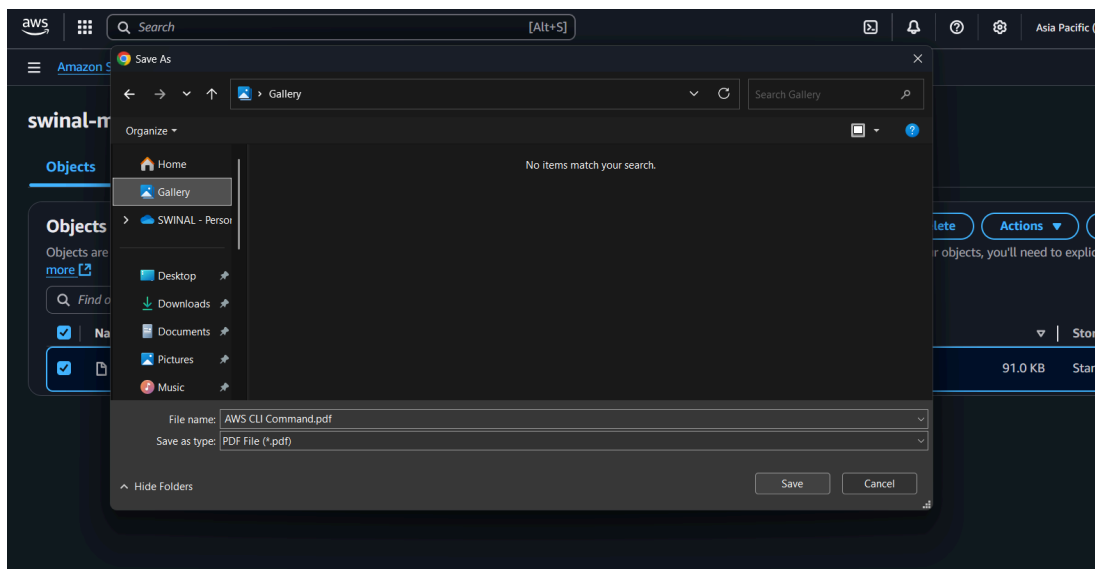 aws
Search [Alt+S]
Asia Pacific (
Amazon S
Save As
Gallery
Search Gallery
swinal-m
Organize
Objects
Home
No items match your search.
Gallery
SWINAL - Person
Objects
lete
Actions
Objects are
r objects, you'll need to explic
more
Desktop
Find o
Downloads
Na
Documents
Stor
Pictures
91.0 KB
Star
Music
File name: AWS CLI Command.pdf
Save as type: PDF File (*.pdf)
Hide Folders
Save
Cancel